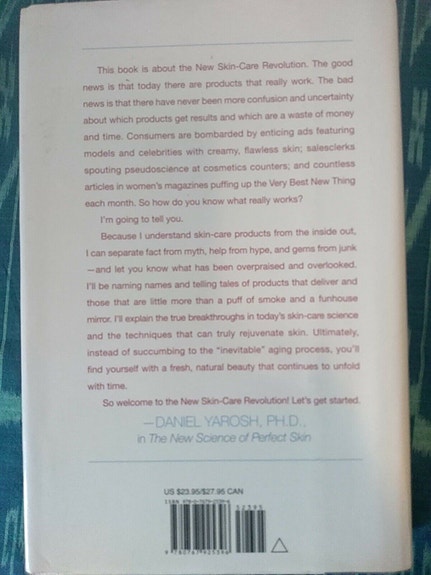 This book is about the New Skin-Care Revolution. The good
news is that today there are products that really work. The bad
news is that there have never been more confusion and uncertainty
about which products get results and which are a waste of money
and time. Consumers are bombarded by enticing ads featuring
models and celebrities with creamy, flawless skin; salesclerks
spouting pseudoscience at cosmetics counters; and countless
articles in women's magazines puffing up the Very Best New Thing
each month. So how do you know what really works?
I'm going to tell you.
Because I understand skin-care products from the inside out,
I can separate fact from myth, help from hype, and gems from junk
—and let you know what has been overpraised and overlooked.
I'll be naming names and telling tales of products that deliver and
those that are little more than a puff of smoke and a funhouse
mirror. I'll explain the true breakthroughs in today's skin-care science
and the techniques that can truly rejuvenate skin. Ultimately,
instead of succumbing to the "inevitable" aging process, you'll
find yourself with a fresh, natural beauty that continues to unfold
with time.
So welcome to the New Skin-Care Revolution! Let's get started.
—DANIEL YAROSH, PH.D.,
in The New Science of Perfect Skin
US $23.95/$27.95 CAN
ISBN
52395
9 780767 925396